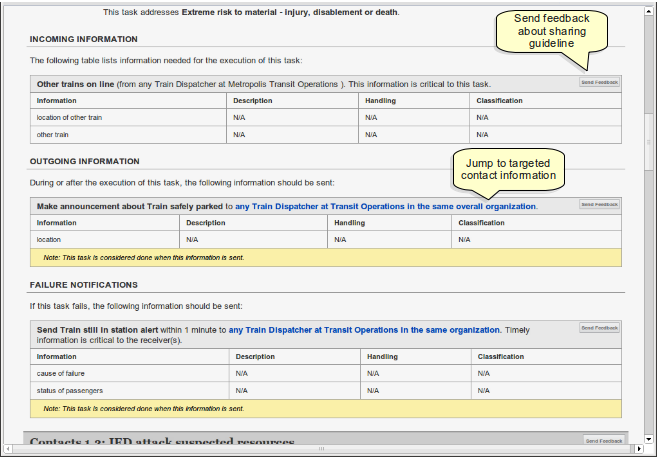 This task addresses Extreme risk to material - injury, disablement or death.
Send feedback
about sharing
guideline
INCOMING INFORMATION
The following table lists information needed for the execution of this task:
Other trains on line (from any Train Dispatcher at Metropolis Transit Operations ). This information is critical to this task.
Send Feedback
Information Description Handling Classification
location of other train N/A N/A N/A
other train N/A N/A N/A
OUTGOING INFORMATION
Jump to targeted
contact information
During or after the execution of this task, the following information should be sent:
Make announcement about Train safely parked to any Train Dispatcher at Transit Operations in the same overall organization.
Send Feedback
Information Description Handling Classification
location N/A N/A N/A
Note: This task is considered done when this information is sent.
FAILURE NOTIFICATIONS
If this task fails, the following information should be sent:
Send Train still in station alert within 1 minute to any Train Dispatcher at Transit Operations in the same overall organization. Timely
information is critical to the receiver(s).
Send Feedback
Information Description Handling Classification
cause of failure N/A N/A N/A
status of passengers N/A N/A N/A
Note: This task is considered done when this information is sent.
Contacts 1.3: IED attack suspected resources
Send Feedback